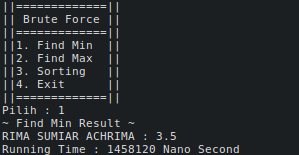 ||=============||
|| Brute Force ||
||=============||
||1. Find Min  ||
||2. Find Max  ||
||3. Sorting   ||
||4. Exit      ||
||=============||
Pilih : 1
~ Find Min Result ~
RIMA SUMIAR ACHRIMA : 3.5
Running Time : 1458120 Nano Second